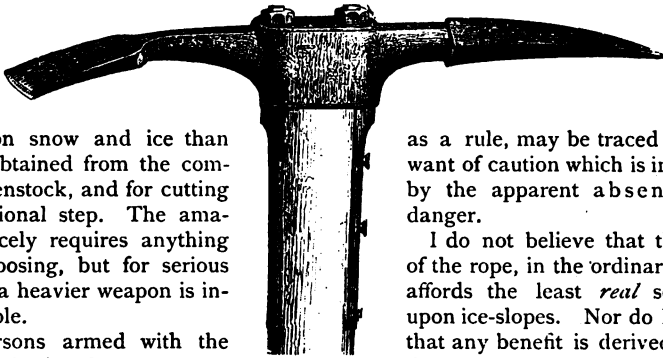 on snow and ice than
btained from the com-
enstock, and for cutting
ional step. The ama-
cely requires anything
posing, but for serious
a heavier weapon is in-
ble.
rsons armed with the
as a rule, may be traced
want of caution which is in
by the apparent absen
danger.
I do not believe that t
of the rope, in the ordinar
affords the least real s
upon ice-slopes. Nor do
that any benefit is derived